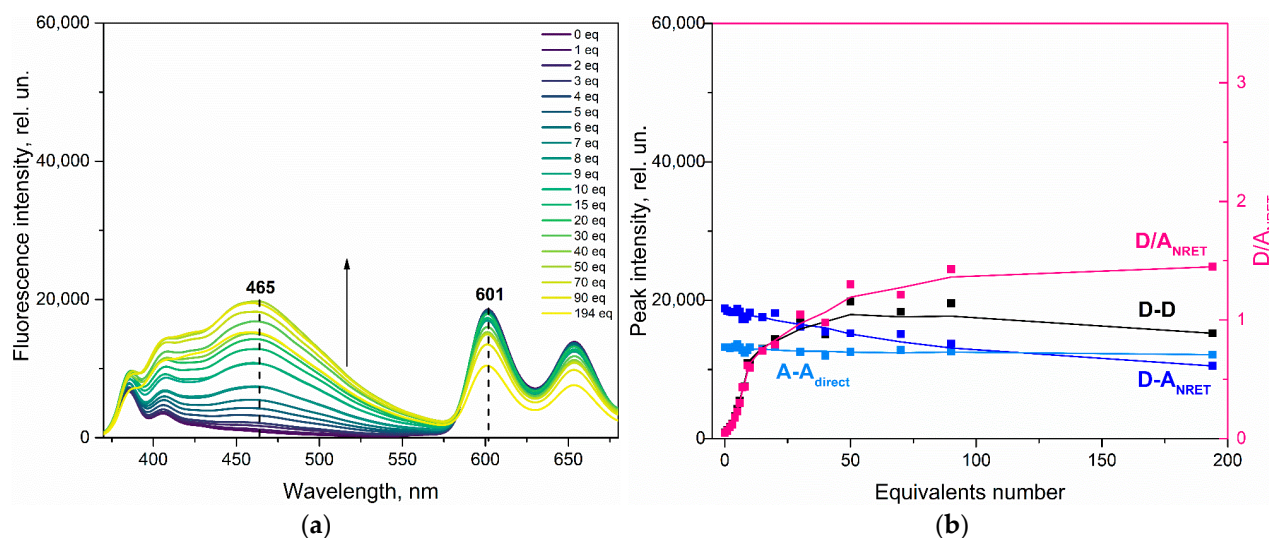 60,000
40,000
20,000
0
Fluorescence intensity, rel. un.
465
601
0 eq
1 eq
2 eq
3 eq
4 eq
5 eq
6 eq
7 eq
8 eq
9 eq
10 eq
15 eq
20 eq
30 eq
40 eq
50 eq
70 eq
90 eq
194 eq
400 450 500 550 600 650
Wavelength, nm
(a)
60,000
40,000
20,000
0
Peak intensity, rel. un.
D/A_NRET
D-D
A-A_direct
D-A_NRET
3
2
1
0
D/A_NRET
0 50 100 150 200
Equivalents number
(b)